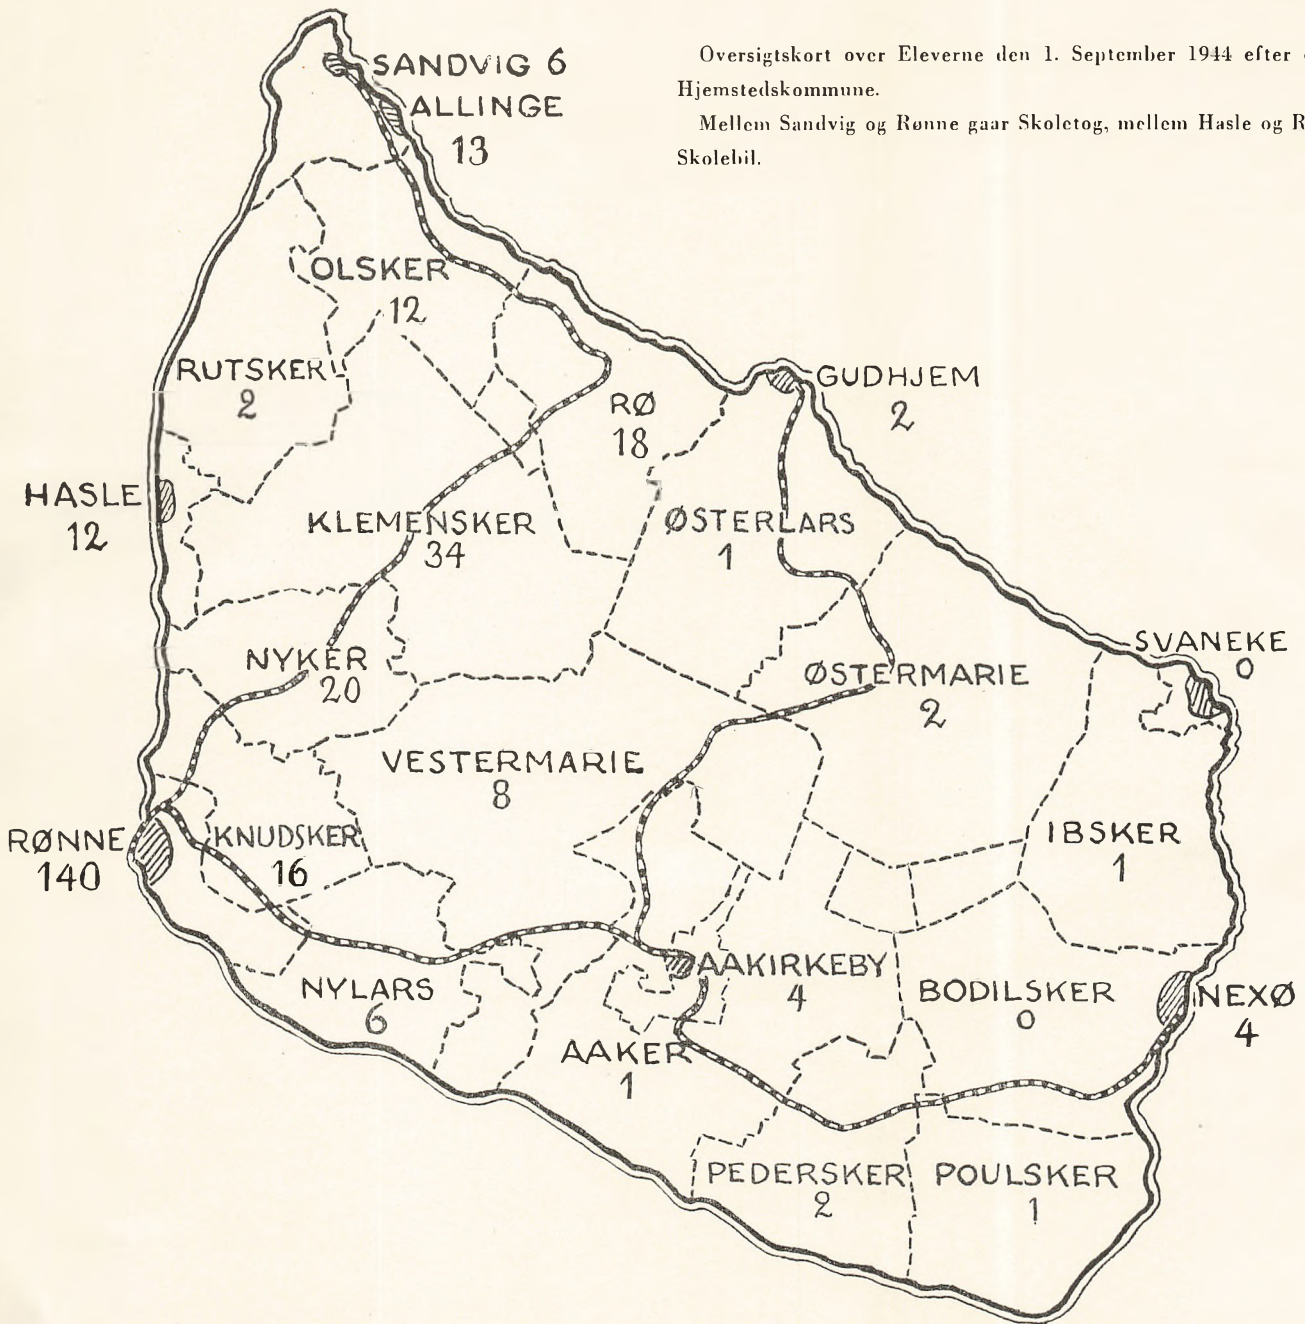 Oversigtskort over Eleverne den 1. September 1944 efter
Hjemstedskommune.
Mellem Sandvig og Rønne gaar Skoletog, mellem Hasle og
Skolebil.
SANDVIG 6
ALLINGE
13
OLSKER
12
RUTSKER
2
GUDHJEM
2
RØ
18
HASLE
12
KLEMENSKER
34
ØSTERLARS
1
SVANEKE
0
NYKER
20
ØSTERMARIE
2
VESTERMARIE
8
RØNNE
140
KNUDSKER
16
IBSKER
1
NYLARS
6
AAKIRKEBY
4
BODILSKER
0
NEXØ
4
AAKER
1
PEDERSKER
2
POULSKER
1